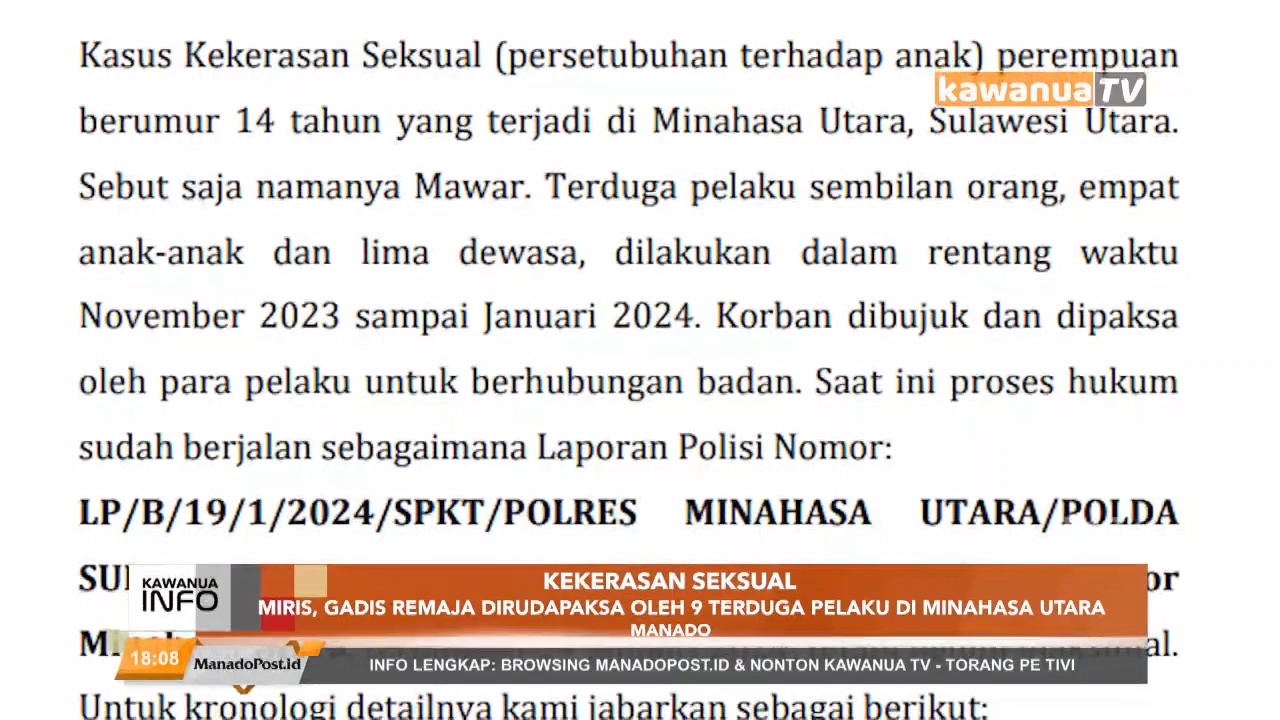 Kasus Kekerasan Seksual (persetubuhan terhadap anak) perempuan
kawanua TV
berumur 14 tahun yang terjadi di Minahasa Utara, Sulawesi Utara.
Sebut saja namanya Mawar. Terduga pelaku sembilan orang, empat
anak-anak dan lima dewasa, dilakukan dalam rentang waktu
November 2023 sampai Januari 2024. Korban dibujuk dan dipaksa
oleh para pelaku untuk berhubungan badan. Saat ini proses hukum
sudah berjalan sebagaimana Laporan Polisi Nomor:
LP/B/19/1/2024/SPKT/POLRES MINAHASA UTARA/POLDA
KAWANUA
INFO
KEKERASAN SEKSUAL
MIRIS, GADIS REMAJA DIRUDAPAKSA OLEH 9 TERDUGA PELAKU DI MINAHASA UTARA
MANADO
18:08 ManadoPost.id INFO LENGKAP: BROWSING MANADOPOST.ID & NONTON KAWANUA TV - TORANG PE TIVI
Untuk kronologi detailnya kami jabarkan sebagai berikut: